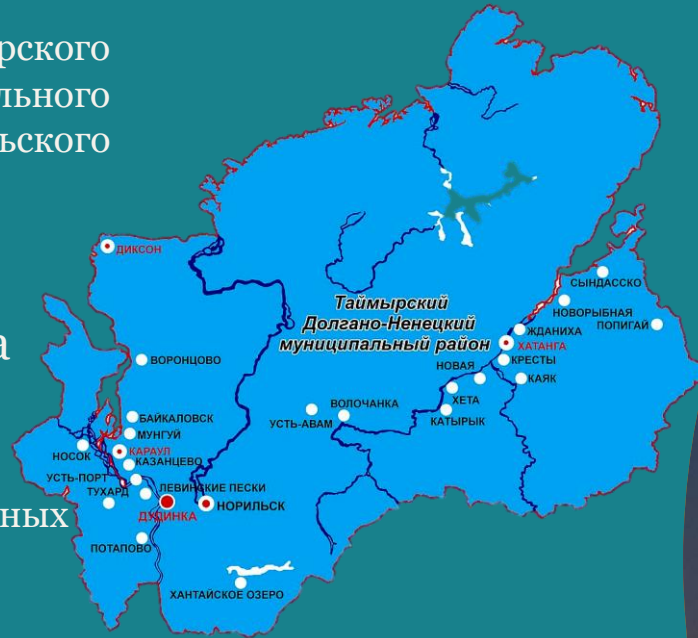 рского
льного
ьского
а
ных
Таймырский
Долгано-Ненецкий
муниципальный район
ДИКСОН
СЫНДАССКО
НОВОРЫБНАЯ
ПОПИГАЙ
ЖДАНИХА
ХАТАНГА
КРЕСТЫ
НОВАЯ
КАЯК
ХЕТА
КАТЫРЫК
ВОРОНЦОВО
ВОЛОЧАНКА
УСТЬ-АВАМ
БАЙКАЛОВСК
МУНГУЙ
НОСОК
КАРАУЛ
КАЗАНЦЕВО
УСТЬ-ПОРТ
ТУХАРД
ЛЕВИНСКИЕ ПЕСКИ
ДУДИНКА
НОРИЛЬСК
ПОТАПОВО
ХАНТАЙСКОЕ ОЗЕРО